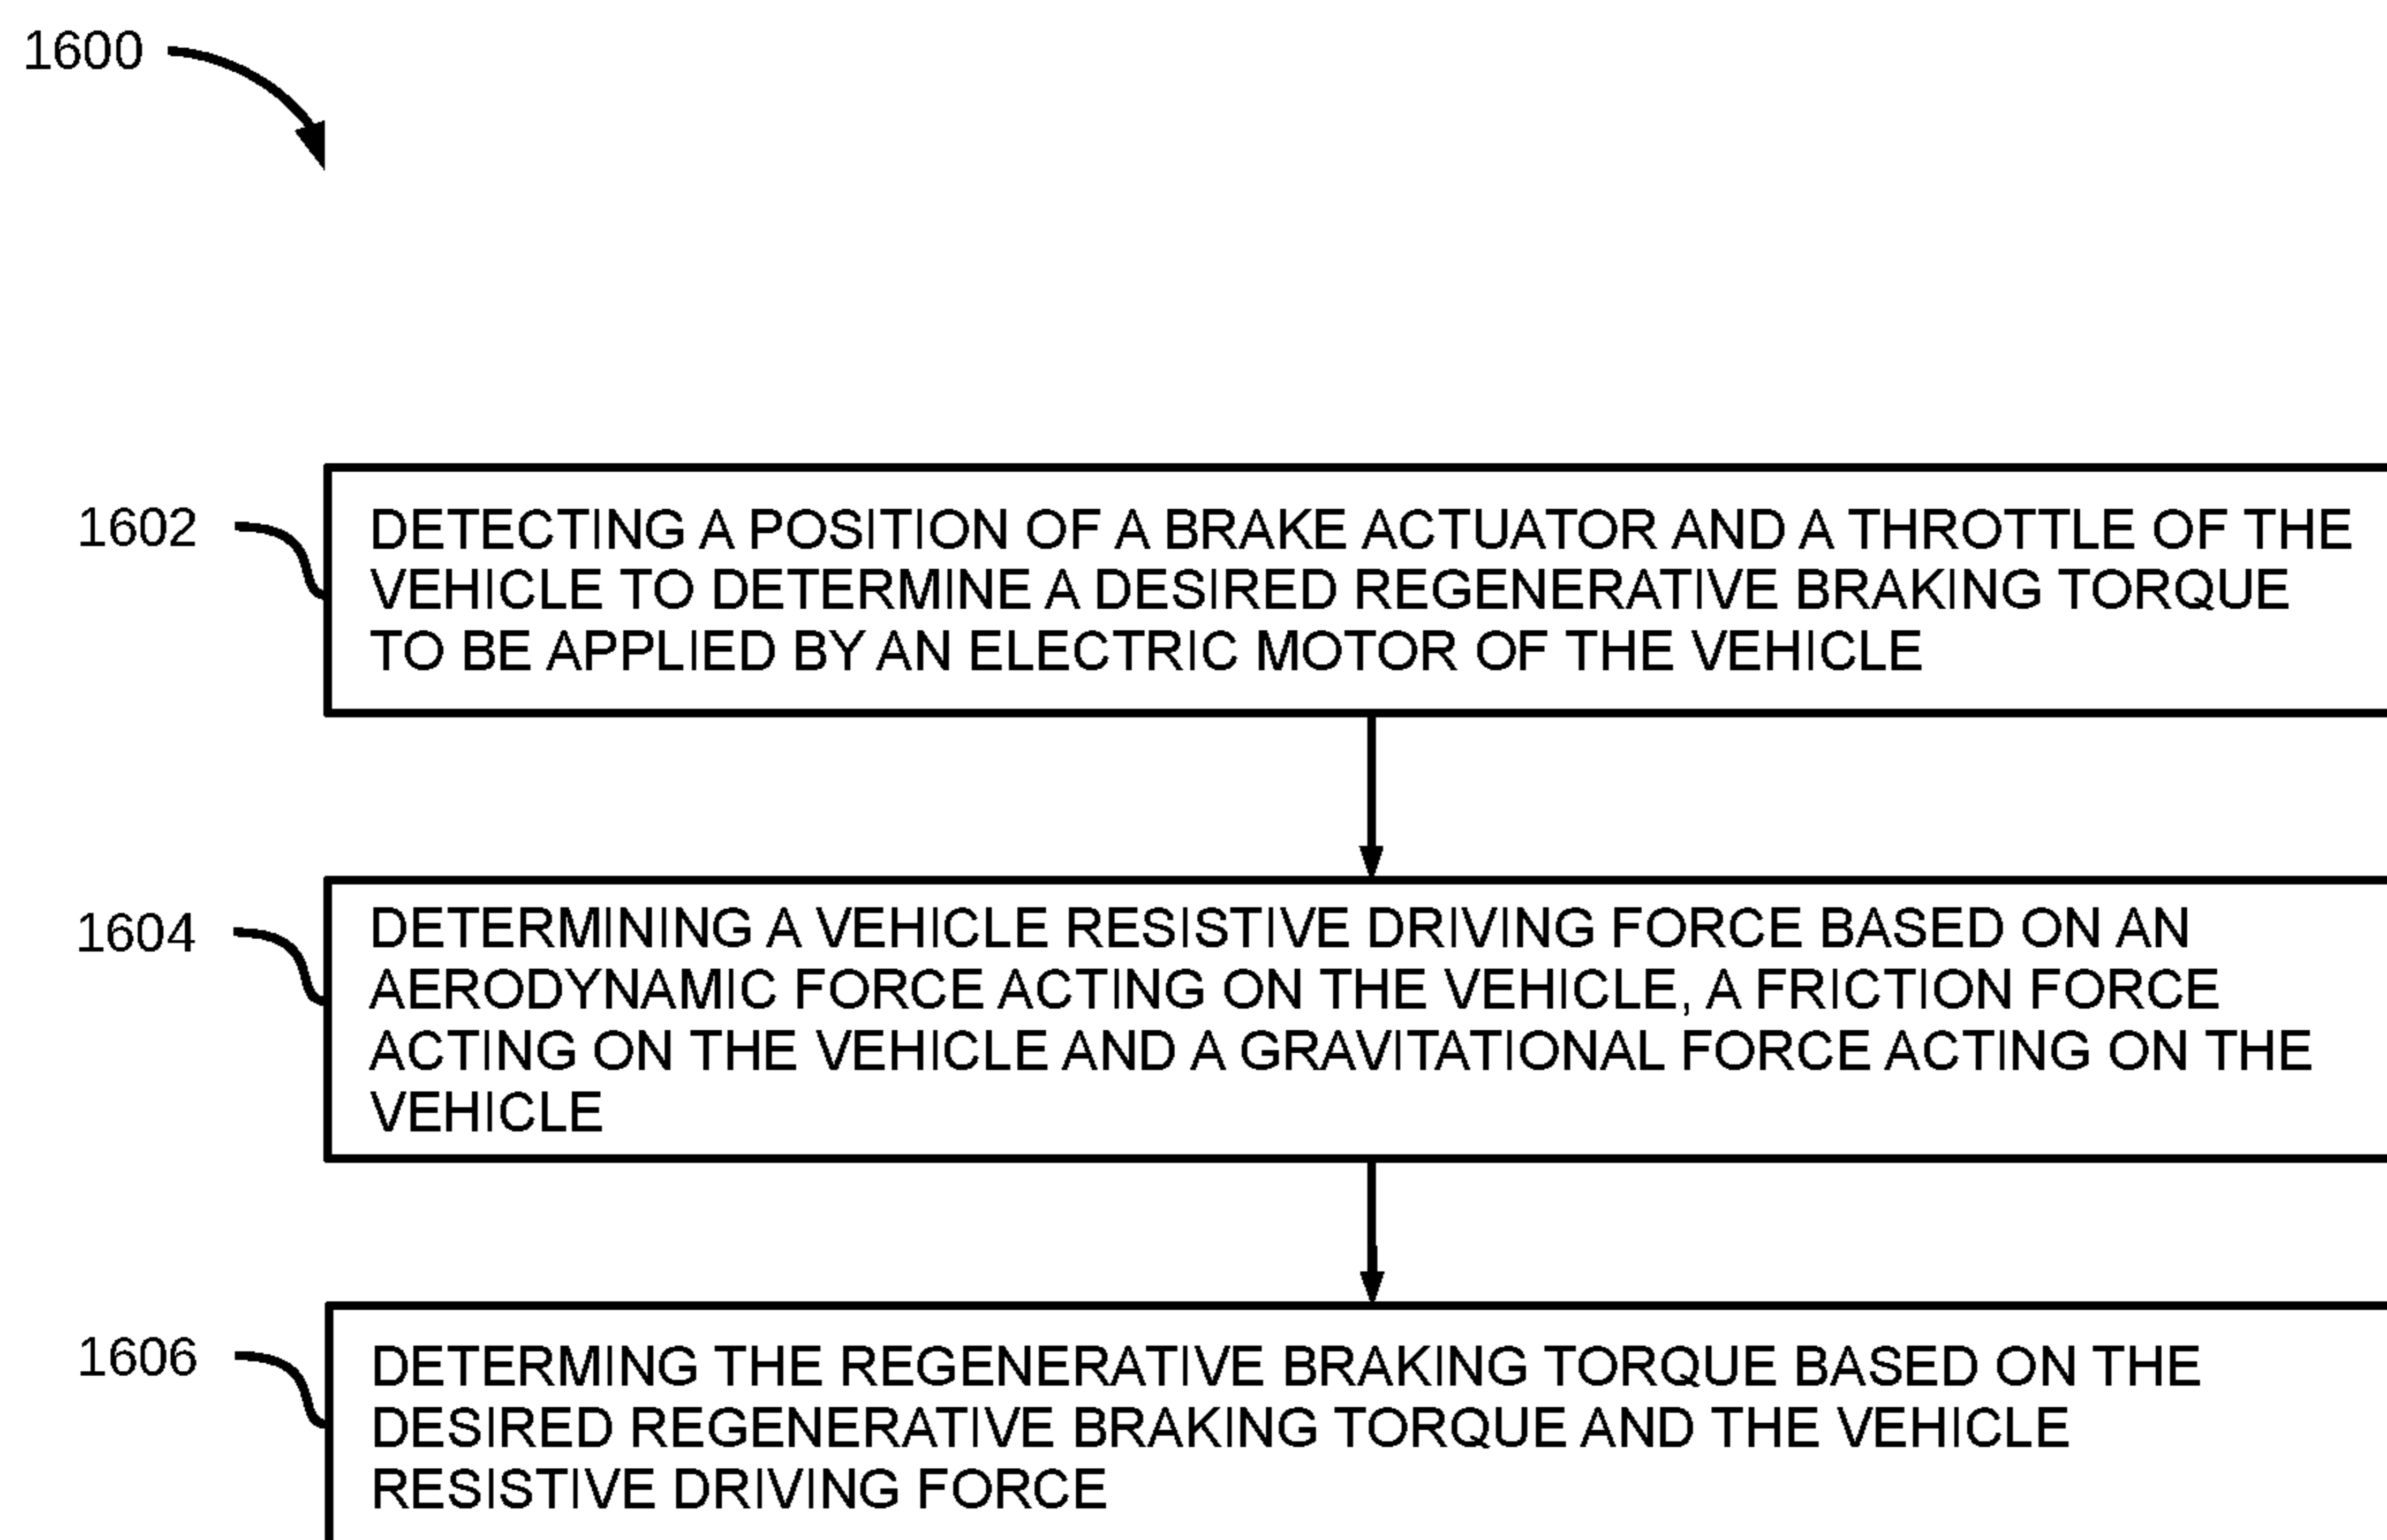 1600
1602
DETECTING A POSITION OF A BRAKE ACTUATOR AND A THROTTLE OF THE
VEHICLE TO DETERMINE A DESIRED REGENERATIVE BRAKING TORQUE
TO BE APPLIED BY AN ELECTRIC MOTOR OF THE VEHICLE
1604
DETERMINING A VEHICLE RESISTIVE DRIVING FORCE BASED ON AN
AERODYNAMIC FORCE ACTING ON THE VEHICLE, A FRICTION FORCE
ACTING ON THE VEHICLE AND A GRAVITATIONAL FORCE ACTING ON THE
VEHICLE
1606
DETERMING THE REGENERATIVE BRAKING TORQUE BASED ON THE
DESIRED REGENERATIVE BRAKING TORQUE AND THE VEHICLE
RESISTIVE DRIVING FORCE